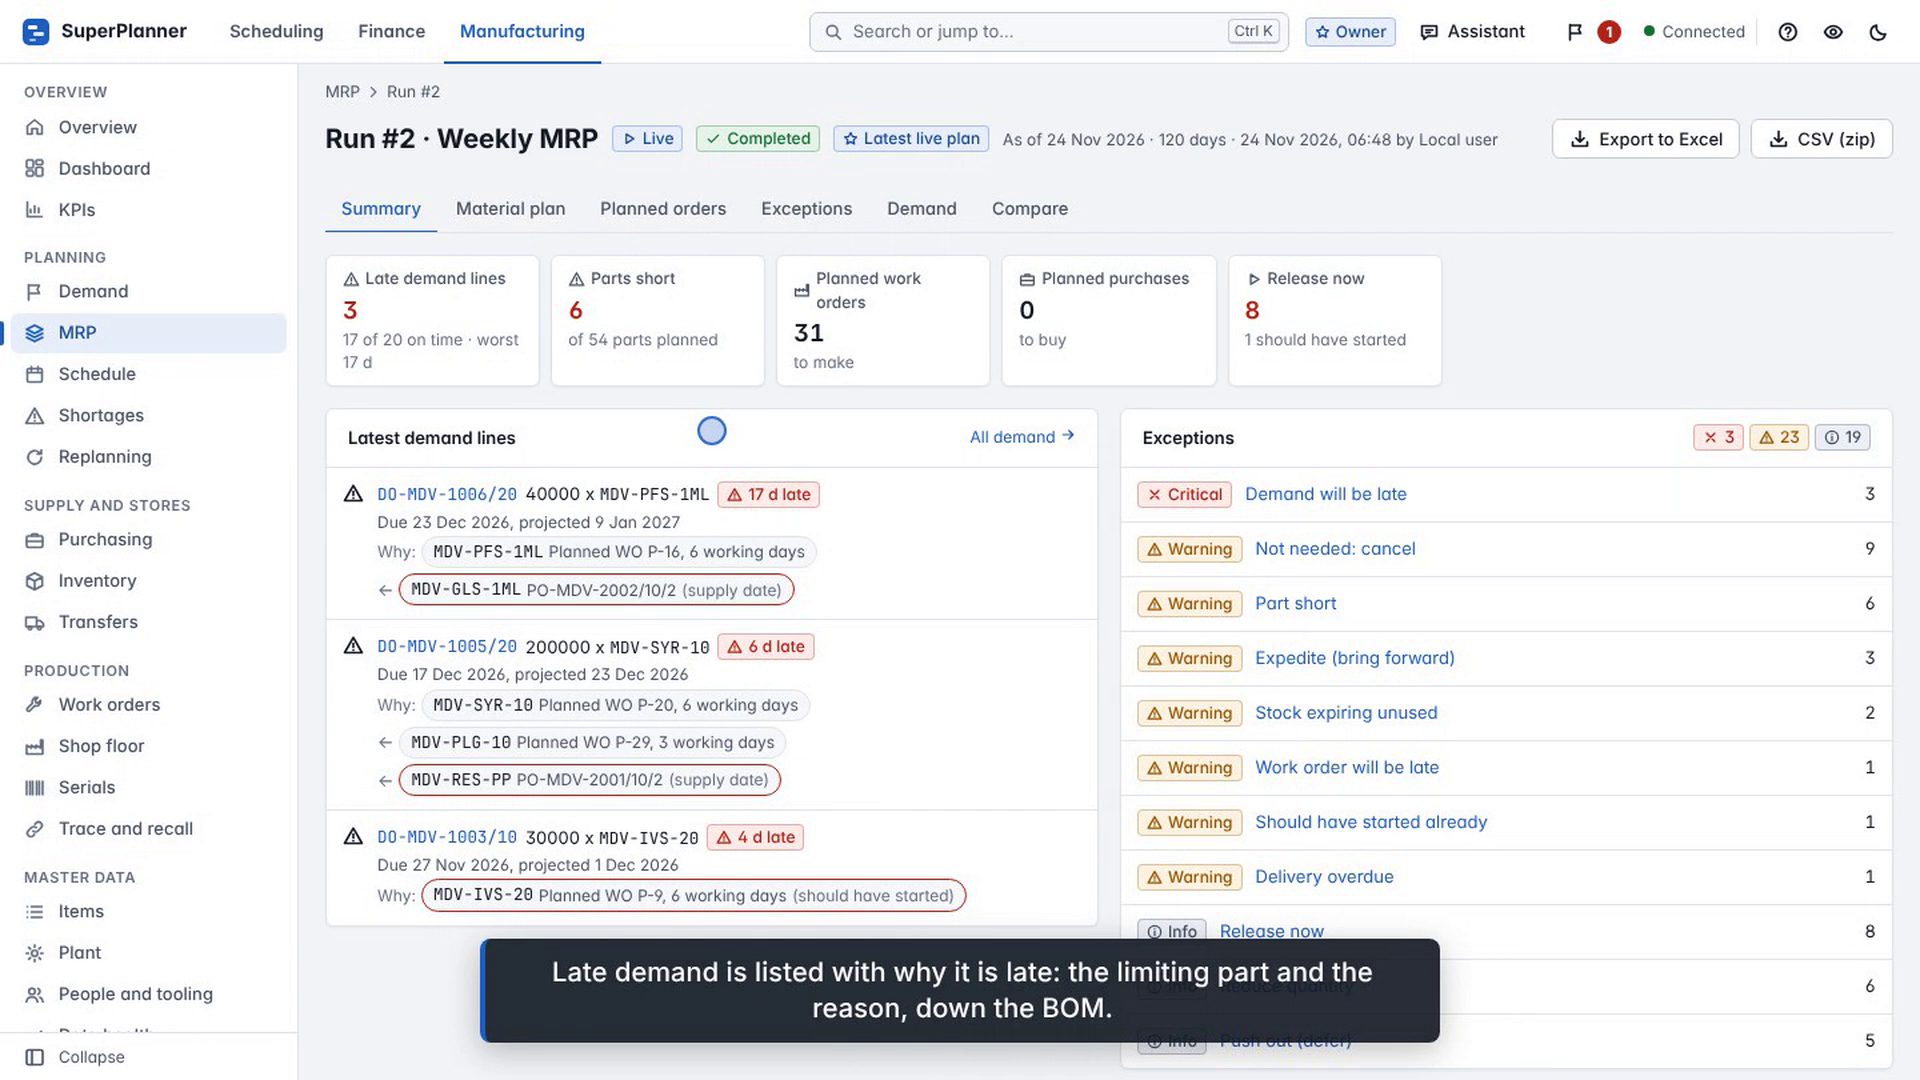 SuperPlanner
Scheduling
Finance
Manufacturing
Search or jump to...
Ctrl K
Owner
Assistant
1
Connected
OVERVIEW
Overview
Dashboard
KPIs
PLANNING
Demand
MRP
Schedule
Shortages
Replanning
SUPPLY AND STORES
Purchasing
Inventory
Transfers
PRODUCTION
Work orders
Shop floor
Serials
Trace and recall
MASTER DATA
Items
Plant
People and tooling
Collapse
MRP > Run #2
Run #2 · Weekly MRP
Live
Completed
Latest live plan
As of 24 Nov 2026 · 120 days · 24 Nov 2026, 06:48 by Local user
Export to Excel
CSV (zip)
Summary
Material plan
Planned orders
Exceptions
Demand
Compare
Late demand lines
3
17 of 20 on time · worst
17 d
Parts short
6
of 54 parts planned
Planned work
orders
31
to make
Planned purchases
0
to buy
Release now
8
1 should have started
Latest demand lines
All demand →
DO-MDV-1006/20 40000 x MDV-PFS-1ML 17 d late
Due 23 Dec 2026, projected 9 Jan 2027
Why: MDV-PFS-1ML Planned WO P-16, 6 working days
← MDV-GLS-1ML PO-MDV-2002/10/2 (supply date)
DO-MDV-1005/20 200000 x MDV-SYR-10 6 d late
Due 17 Dec 2026, projected 23 Dec 2026
Why: MDV-SYR-10 Planned WO P-20, 6 working days
← MDV-PLG-10 Planned WO P-29, 3 working days
← MDV-RES-PP PO-MDV-2001/10/2 (supply date)
DO-MDV-1003/10 30000 x MDV-IVS-20 4 d late
Due 27 Nov 2026, projected 1 Dec 2026
Why: MDV-IVS-20 Planned WO P-9, 6 working days (should have started)
Exceptions
3
23
19
Critical Demand will be late 3
Warning Not needed: cancel 9
Warning Part short 6
Warning Expedite (bring forward) 3
Warning Stock expiring unused 2
Warning Work order will be late 1
Warning Should have started already 1
Warning Delivery overdue 1
Info Release now 8
Info Reduce quantity 6
Info Push out (defer) 5
Late demand is listed with why it is late: the limiting part and the
reason, down the BOM.